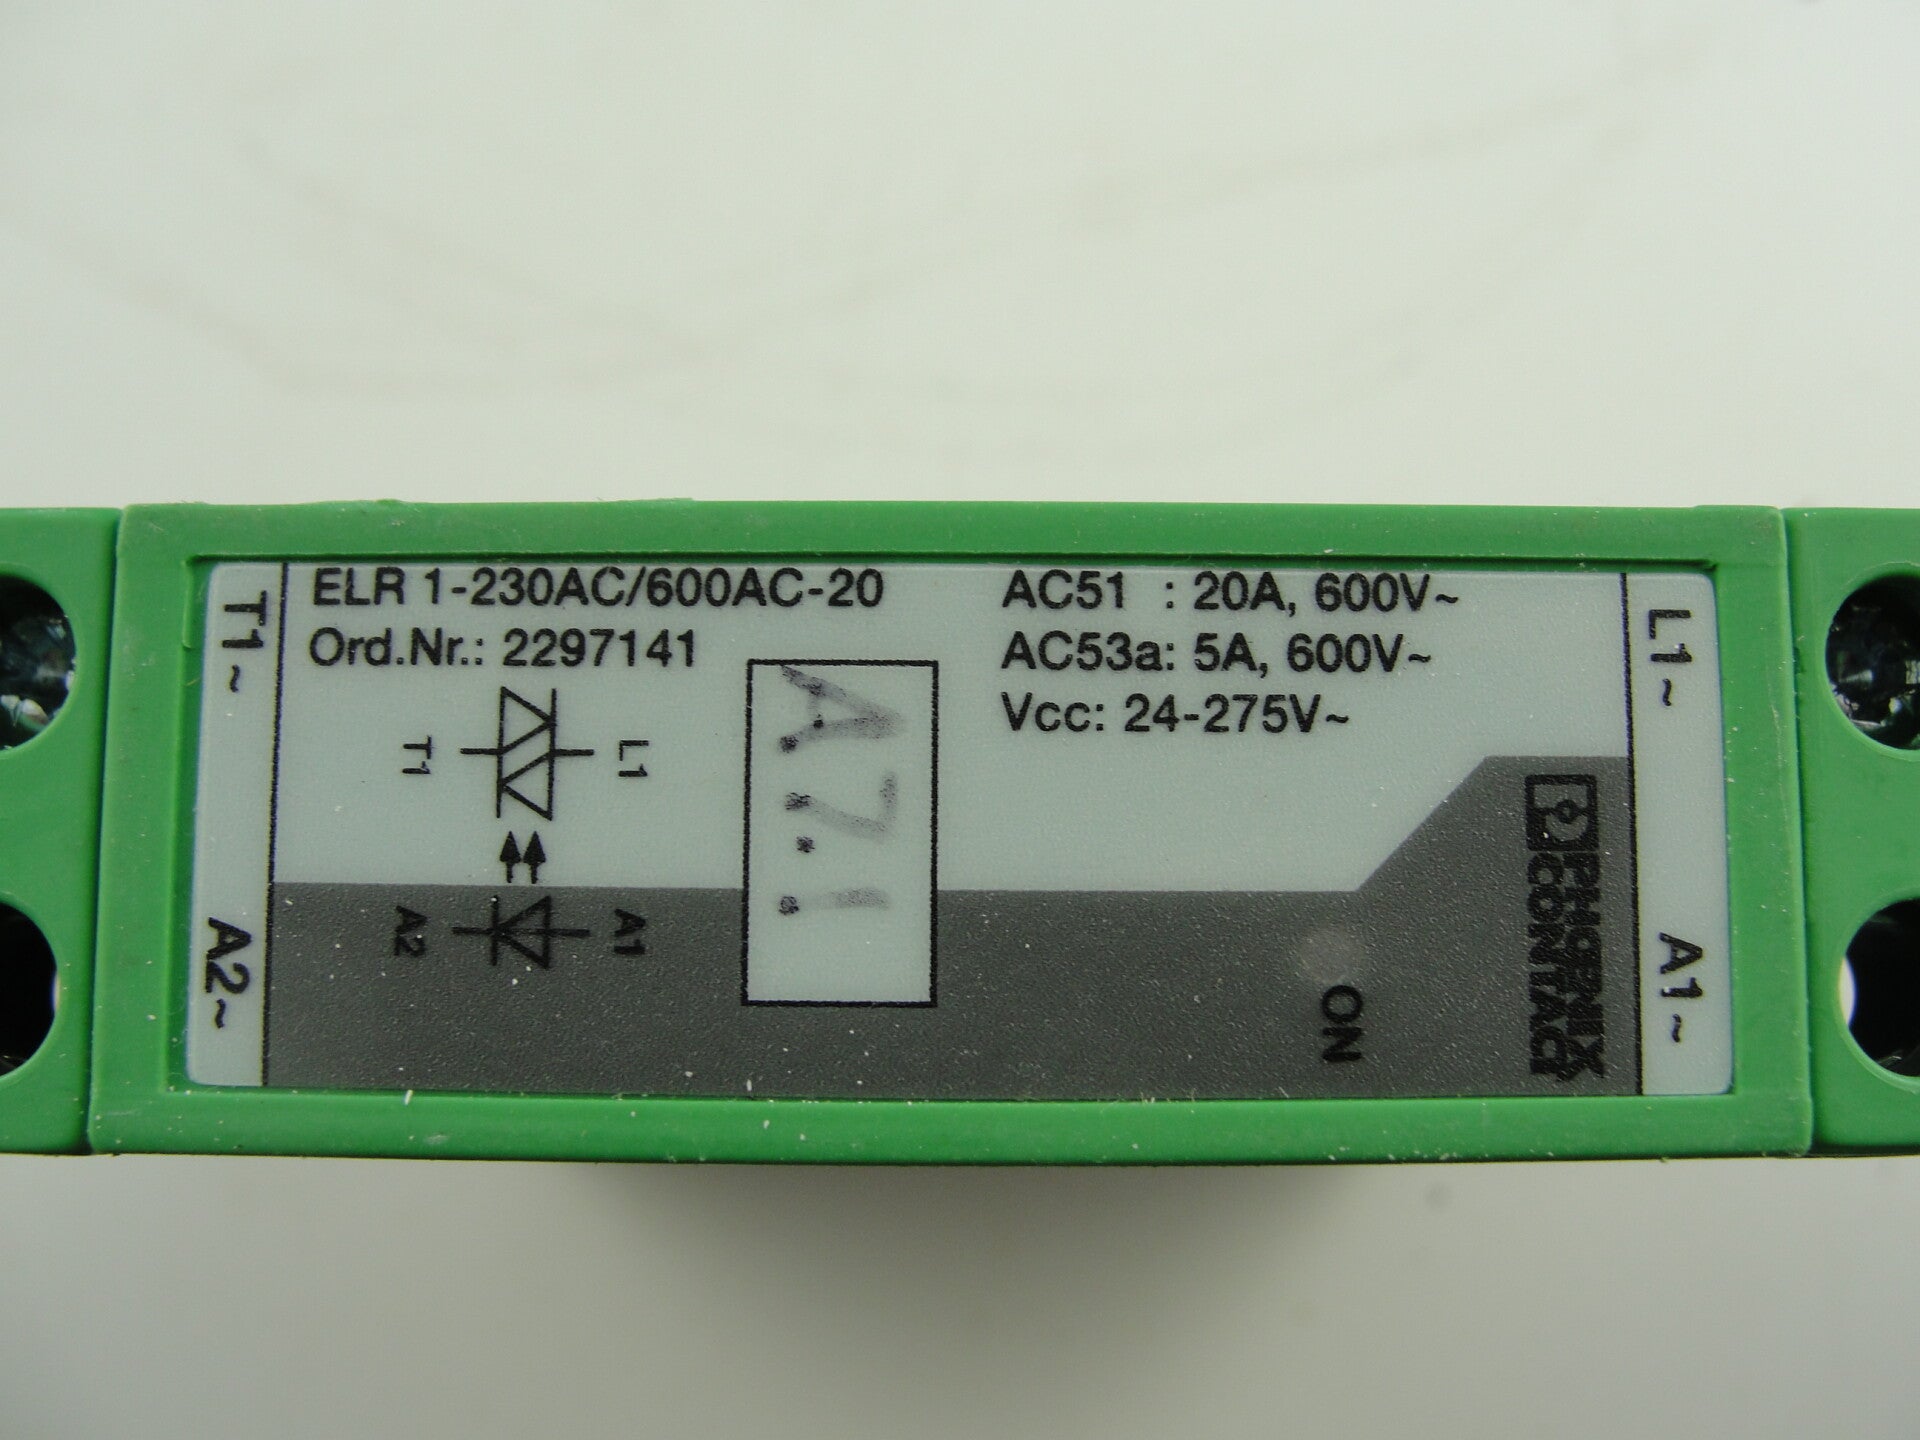 ELR 1-230AC/600AC-20
Ord.Nr.: 2297141
AC51 : 20A, 600V~
AC53a: 5A, 600V~
Vcc: 24-275V~
T1~
A2~
T1
L1
A2
A1
A7.1
ON
PHOENIX
CONTACT
L1~
A1~